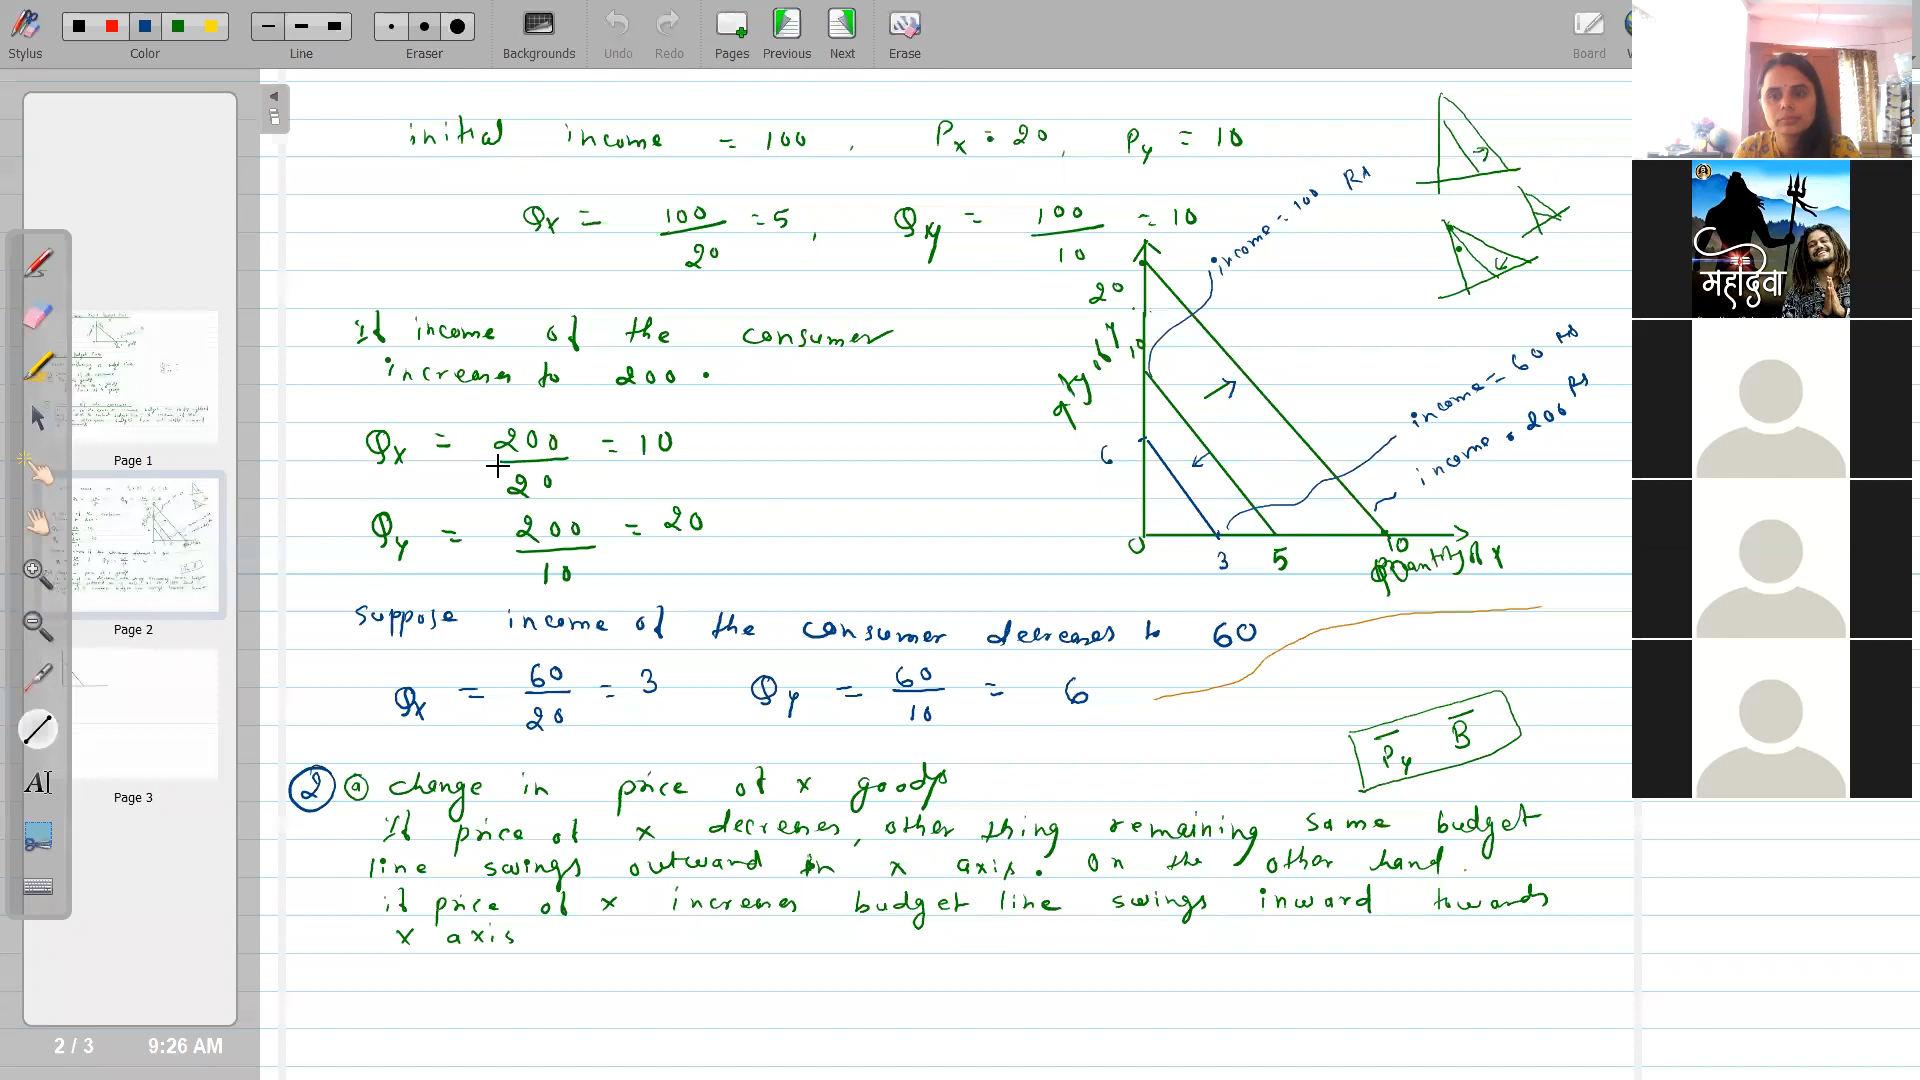 Stylus Color Line Eraser Backgrounds Undo Redo Pages Previous Next Erase Board
initial income = 100, Px = 20, Py = 10
Qx = 100/20 = 5, Qy = 100/10 = 10
If income of the consumer
increases to 200.
Qx = 200/20 = 10
Qy = 200/10 = 20
income = 100 Rs
income = 60 Rs
income = 200 Rs
20
10
6
0 3 5 10
Quantity of X
suppose income of the consumer decreases to 60
Qx = 60/20 = 3 Qy = 60/10 = 6
P̅y B̅
2 a change in price of x goods
If price of x decreases, other thing remaining same budget
line swings outward in x axis. On the other hand
if price of x increases budget line swings inward towards
x axis
Page 1
Page 2
Page 3
2 / 3 9:26 AM
महादेवा